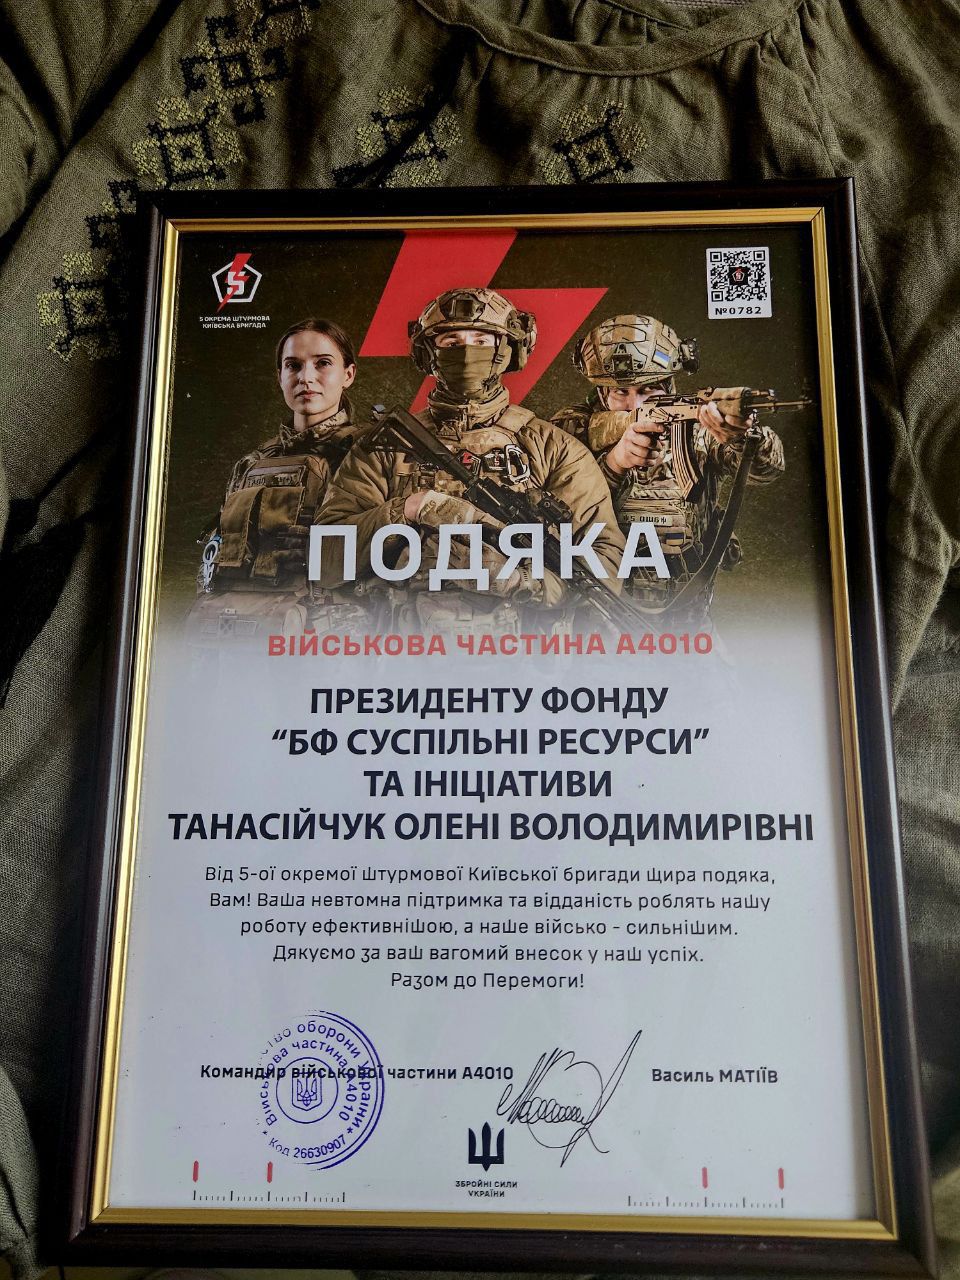 5 ОКРЕМА ШТУРМОВА
КИЇВСЬКА БРИГАДА
№0782
ПОДЯКА
ВІЙСЬКОВА ЧАСТИНА А4010
ПРЕЗИДЕНТУ ФОНДУ
“БФ СУСПІЛЬНІ РЕСУРСИ”
ТА ІНІЦІАТИВИ
ТАНАСІЙЧУК ОЛЕНІ ВОЛОДИМИРІВНІ
Від 5-ої окремої штурмової Київської бригади щира подяка,
Вам! Ваша невтомна підтримка та відданість роблять нашу
роботу ефективнішою, а наше військо - сильнішим.
Дякуємо за ваш вагомий внесок у наш успіх.
Разом до Перемоги!
Командир військової частини А4010
Василь МАТІЇВ
оборони України
Військова частина А4010
* Код 26630907 *
ЗБРОЙНІ СИЛИ
УКРАЇНИ